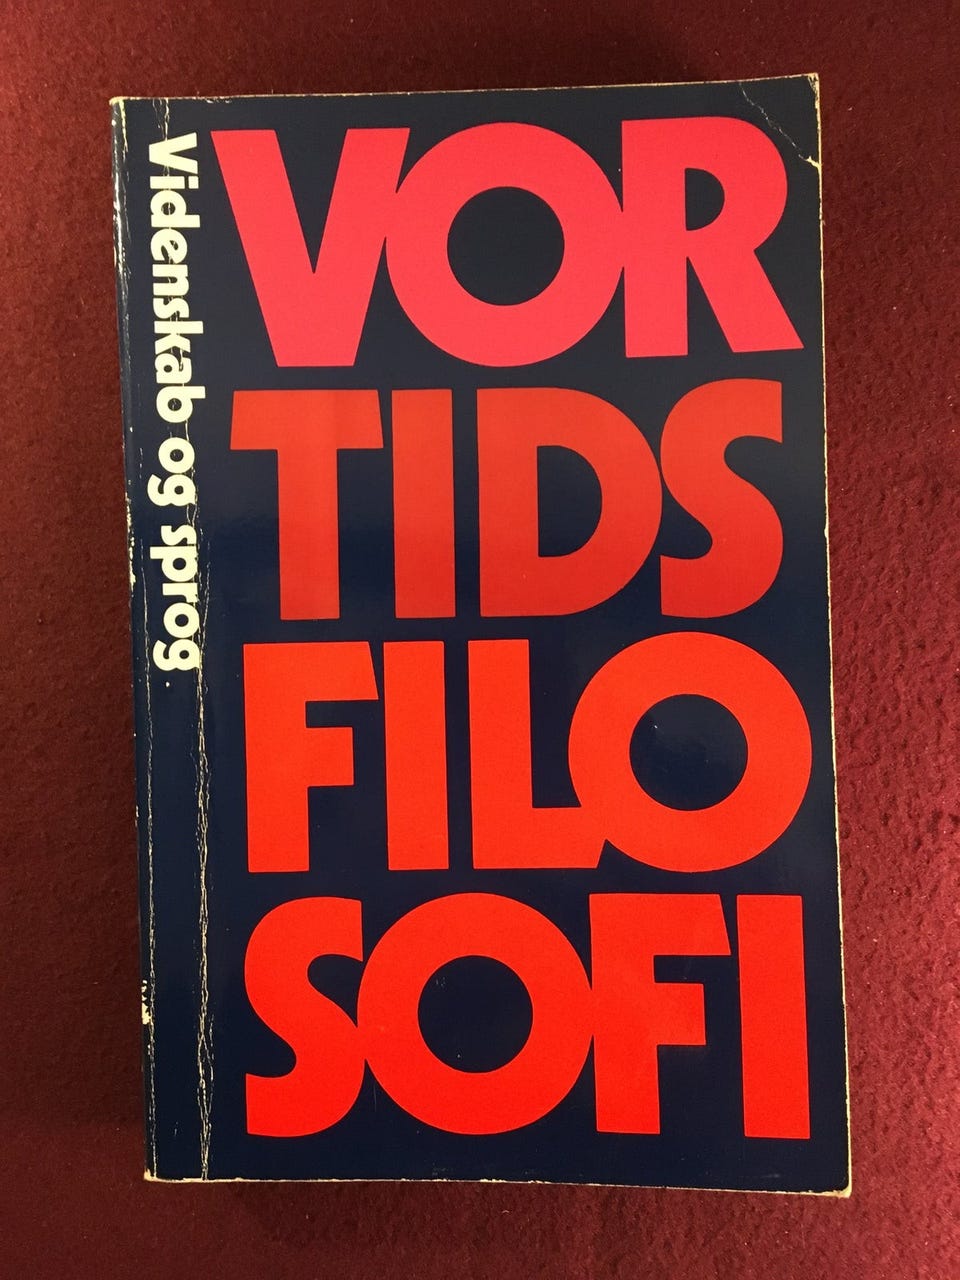 Videnskab og sprog
VOR
TIDS
FILO
SOFI